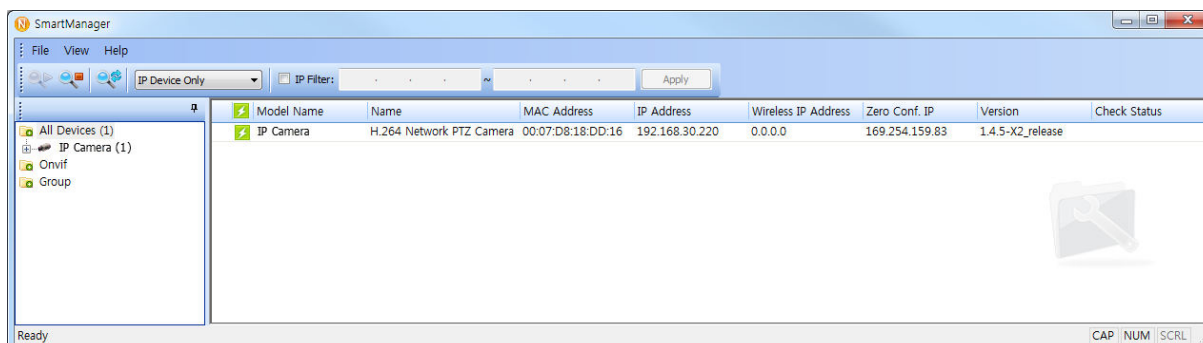 SmartManager
File View Help
IP Device Only IP Filter: . . . ~ . . . Apply
Model Name Name MAC Address IP Address Wireless IP Address Zero Conf. IP Version Check Status
IP Camera H.264 Network PTZ Camera 00:07:D8:18:DD:16 192.168.30.220 0.0.0.0 169.254.159.83 1.4.5-X2_release
All Devices (1)
IP Camera (1)
Onvif
Group
Ready CAP NUM SCRL